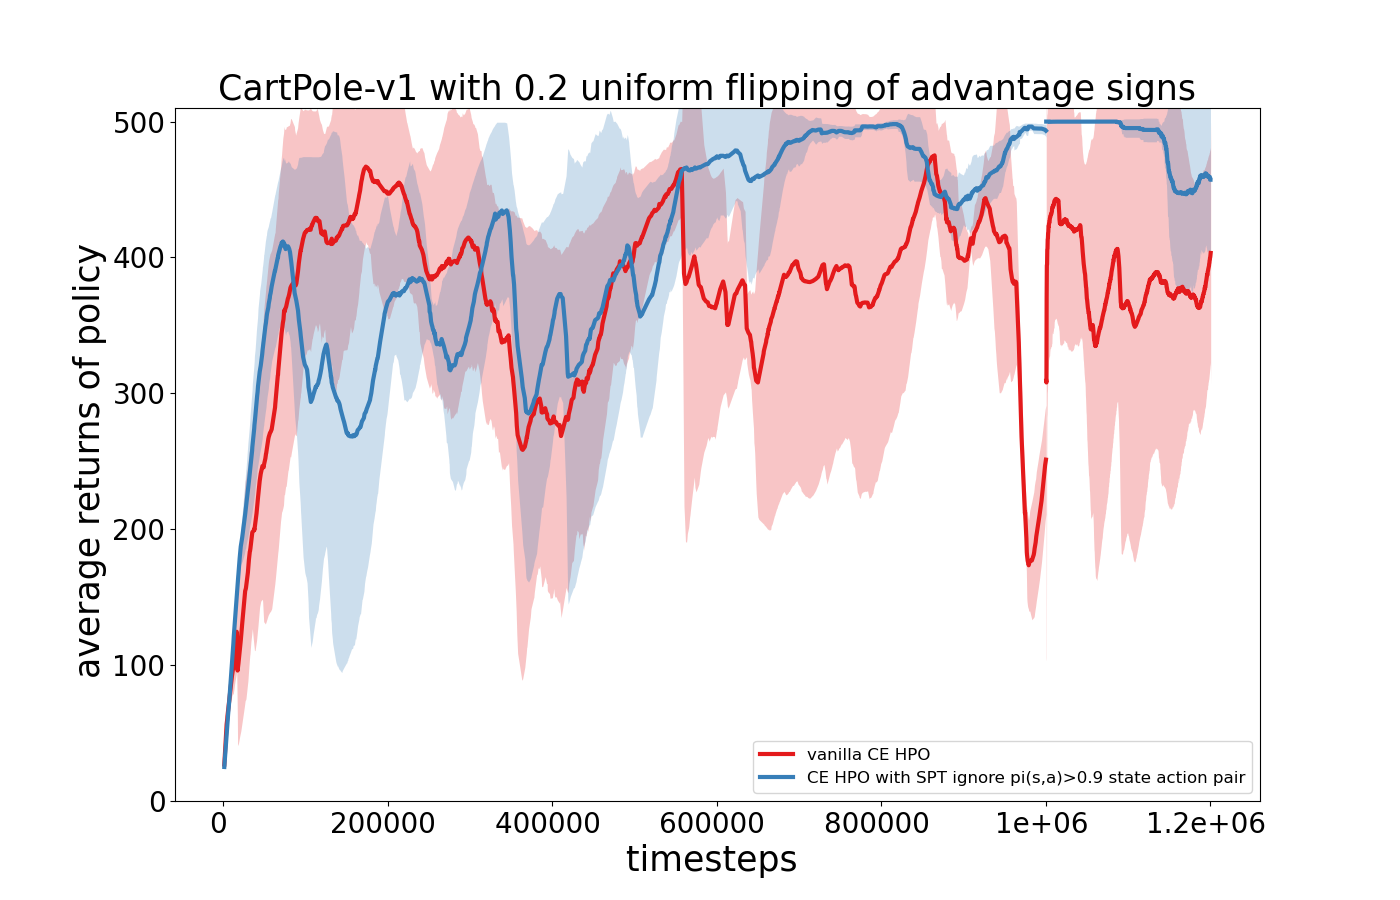 CartPole-v1 with 0.2 uniform flipping of advantage signs
average returns of policy
500
400
300
200
100
0
vanilla CE HPO
CE HPO with SPT ignore pi(s,a)>0.9 state action pair
0 200000 400000 600000 800000 1e+06 1.2e+06
timesteps